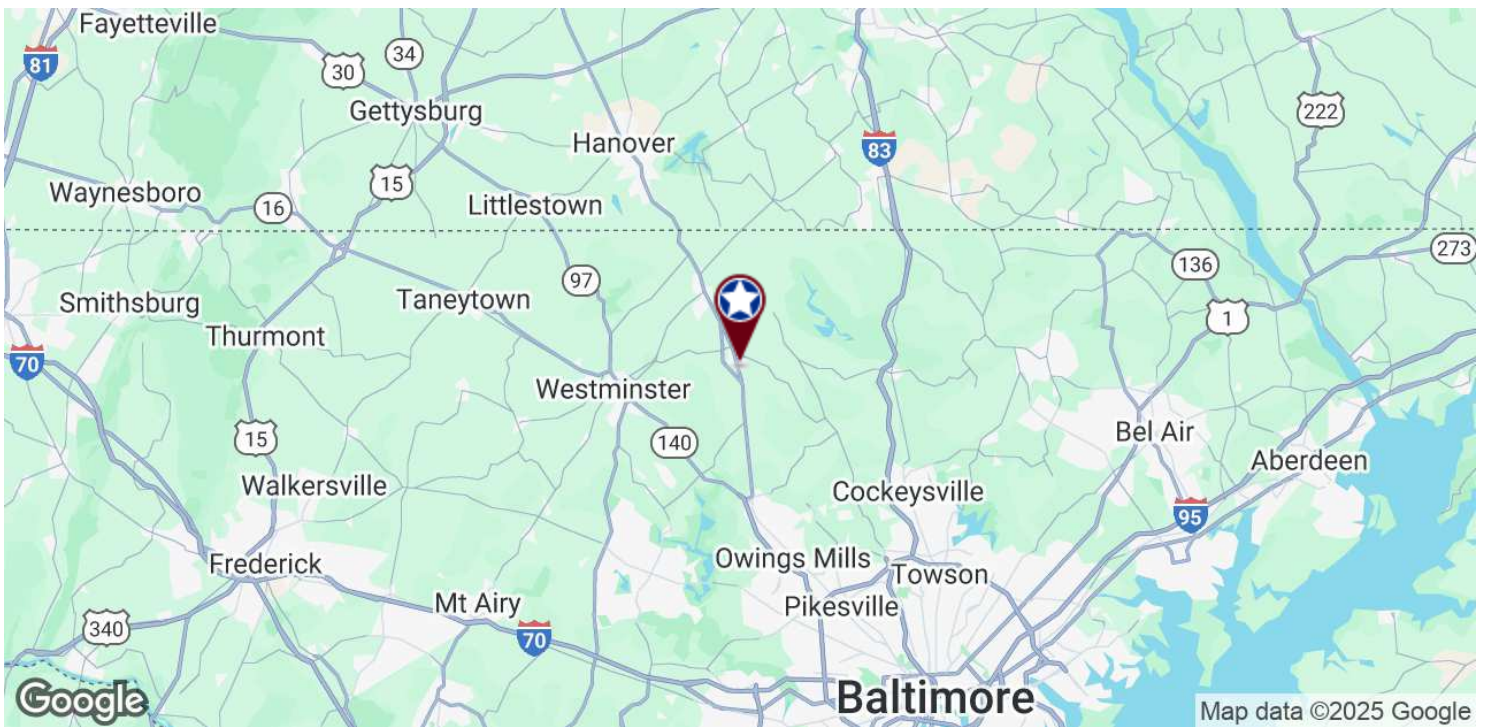 Fayetteville
81
34
30
222
Gettysburg
Hanover
83
Waynesboro
15
16
Littlestown
273
136
97
Smithsburg
Taneytown
1
Thurmont
70
Westminster
15
140
Bel Air
Aberdeen
Walkersville
Cockeysville
95
Frederick
Owings Mills
Towson
Mt Airy
Pikesville
340
70
Baltimore
Google
Map data ©2025 Google